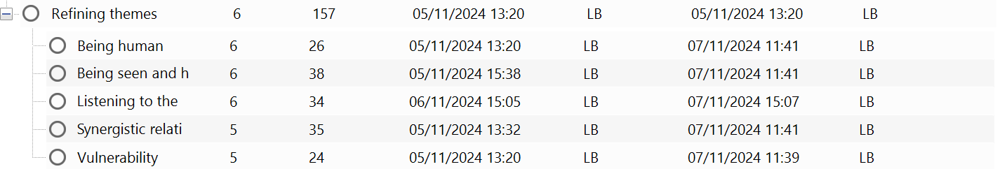 Refining themes 6 157 05/11/2024 13:20 LB 05/11/2024 13:20 LB
Being human 6 26 05/11/2024 13:20 LB 07/11/2024 11:41 LB
Being seen and h 6 38 05/11/2024 15:38 LB 07/11/2024 11:41 LB
Listening to the 6 34 06/11/2024 15:05 LB 07/11/2024 15:07 LB
Synergistic relati 5 35 05/11/2024 13:32 LB 07/11/2024 11:41 LB
Vulnerability 5 24 05/11/2024 13:20 LB 07/11/2024 11:39 LB